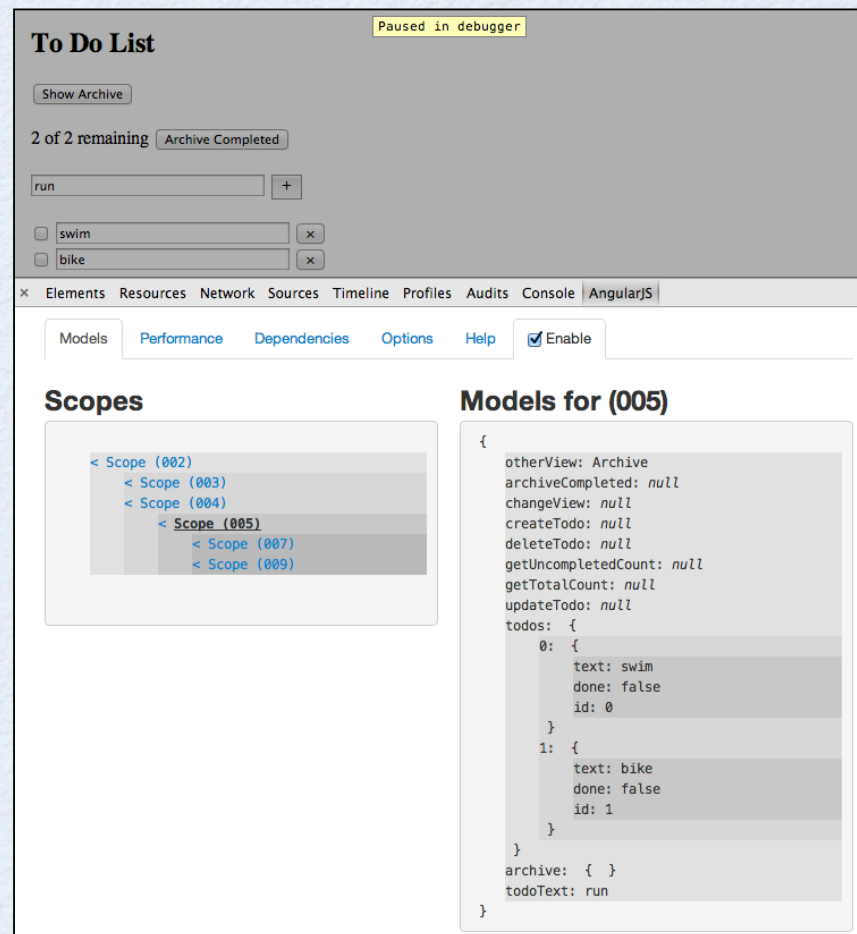 Paused in debugger
To Do List
Show Archive
2 of 2 remaining Archive Completed
run +
swim ×
bike ×
× Elements Resources Network Sources Timeline Profiles Audits Console AngularJS
Models Performance Dependencies Options Help Enable
Scopes
< Scope (002)
< Scope (003)
< Scope (004)
< Scope (005)
< Scope (007)
< Scope (009)
Models for (005)
{
otherView: Archive
archiveCompleted: null
changeView: null
createTodo: null
deleteTodo: null
getUncompletedCount: null
getTotalCount: null
updateTodo: null
todos: {
0: {
text: swim
done: false
id: 0
}
1: {
text: bike
done: false
id: 1
}
}
archive: { }
todoText: run
}